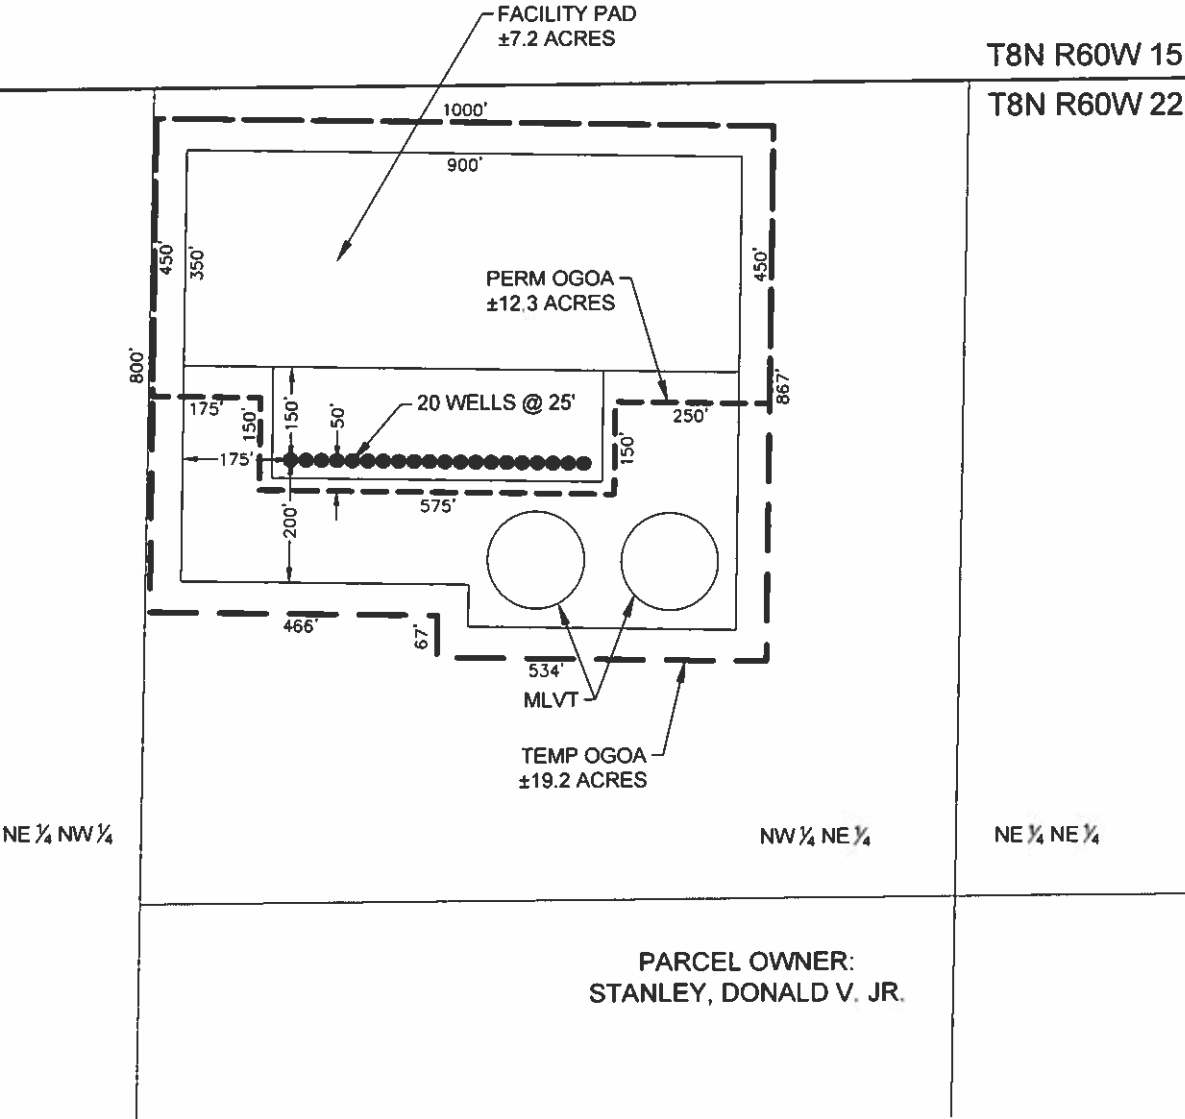 FACILITY PAD
±7.2 ACRES
T8N R60W 15
T8N R60W 22
1000'
900'
450'
350'
450'
PERM OGOA
±12.3 ACRES
800'
867'
175'
150'
150'
50'
20 WELLS @ 25'
250'
150'
175'
575'
200'
466'
67'
534'
MLVT
TEMP OGOA
±19.2 ACRES
NE ¼ NW ¼
NW ¼ NE ¼
NE ¼ NE ¼
PARCEL OWNER:
STANLEY, DONALD V. JR.